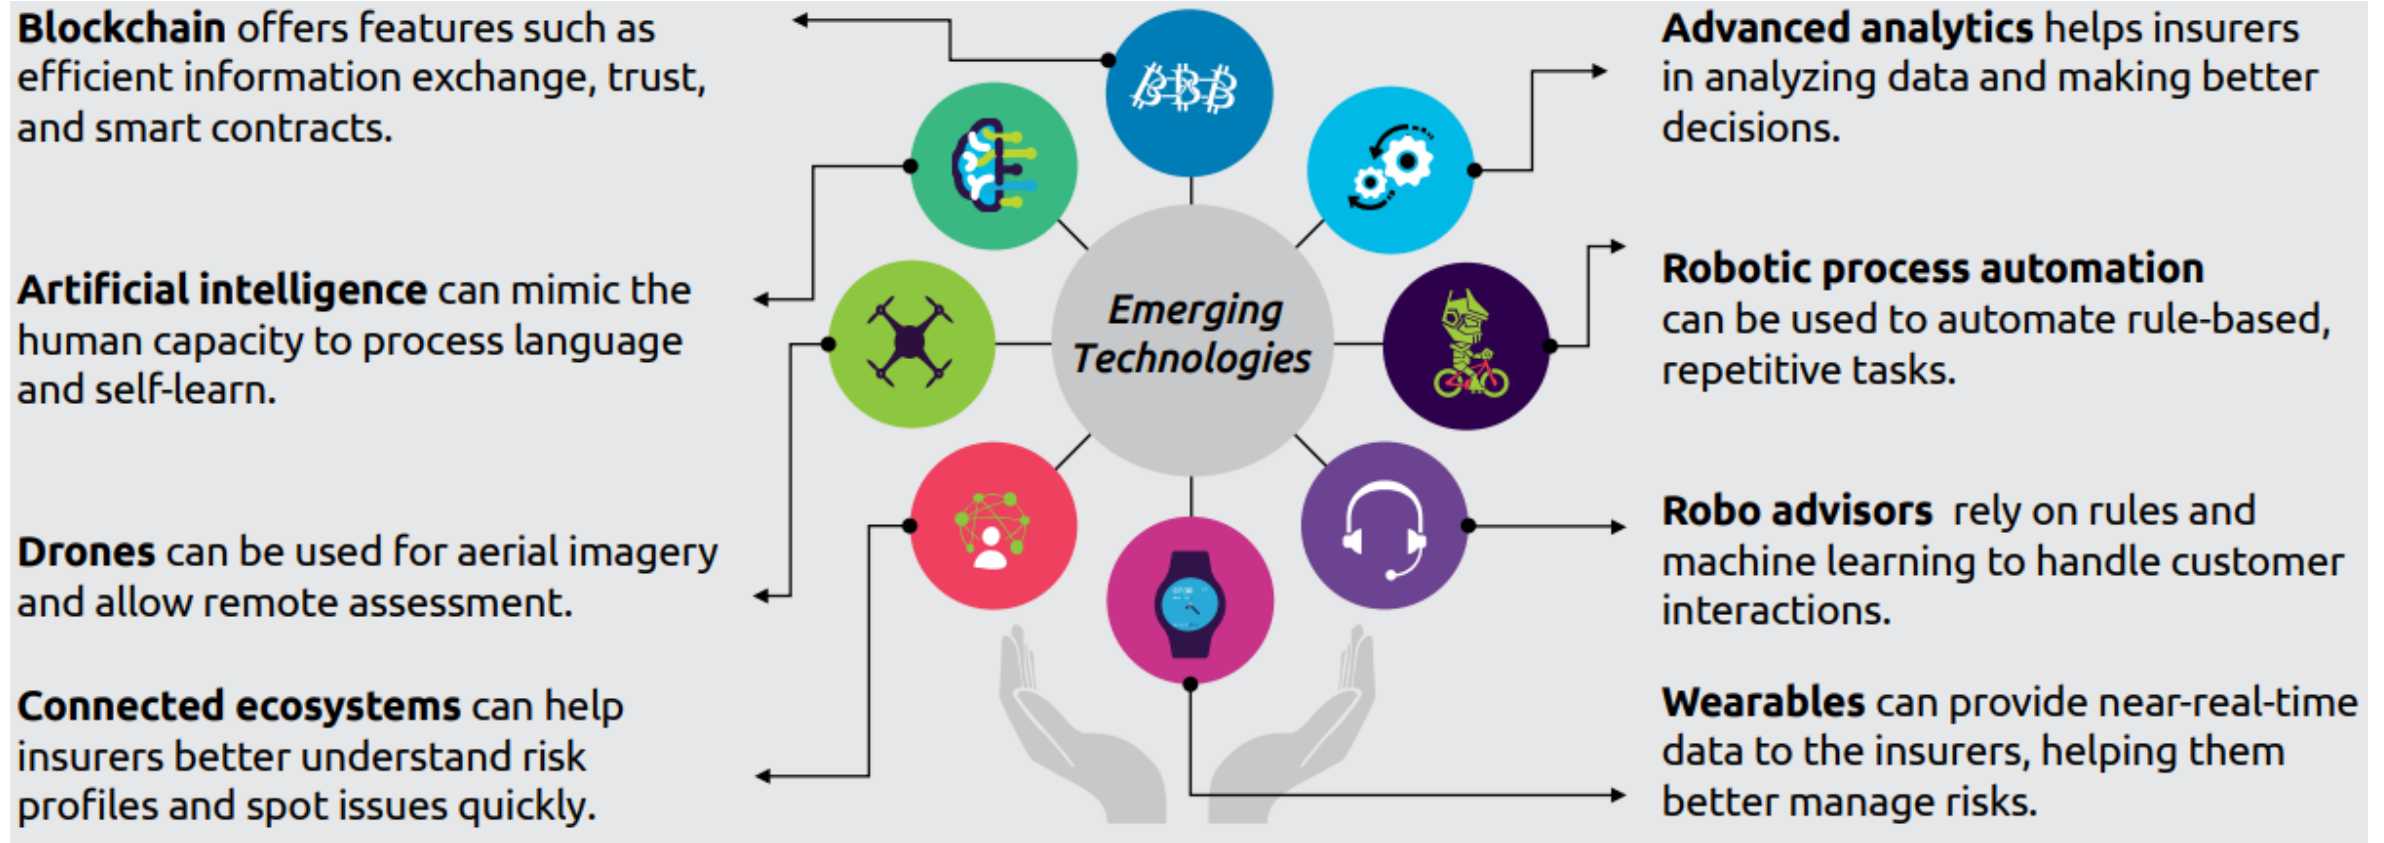 Blockchain offers features such as
efficient information exchange, trust,
and smart contracts.
Artificial intelligence can mimic the
human capacity to process language
and self-learn.
Drones can be used for aerial imagery
and allow remote assessment.
Connected ecosystems can help
insurers better understand risk
profiles and spot issues quickly.
Emerging
Technologies
Advanced analytics helps insurers
in analyzing data and making better
decisions.
Robotic process automation
can be used to automate rule-based,
repetitive tasks.
Robo advisors rely on rules and
machine learning to handle customer
interactions.
Wearables can provide near-real-time
data to the insurers, helping them
better manage risks.